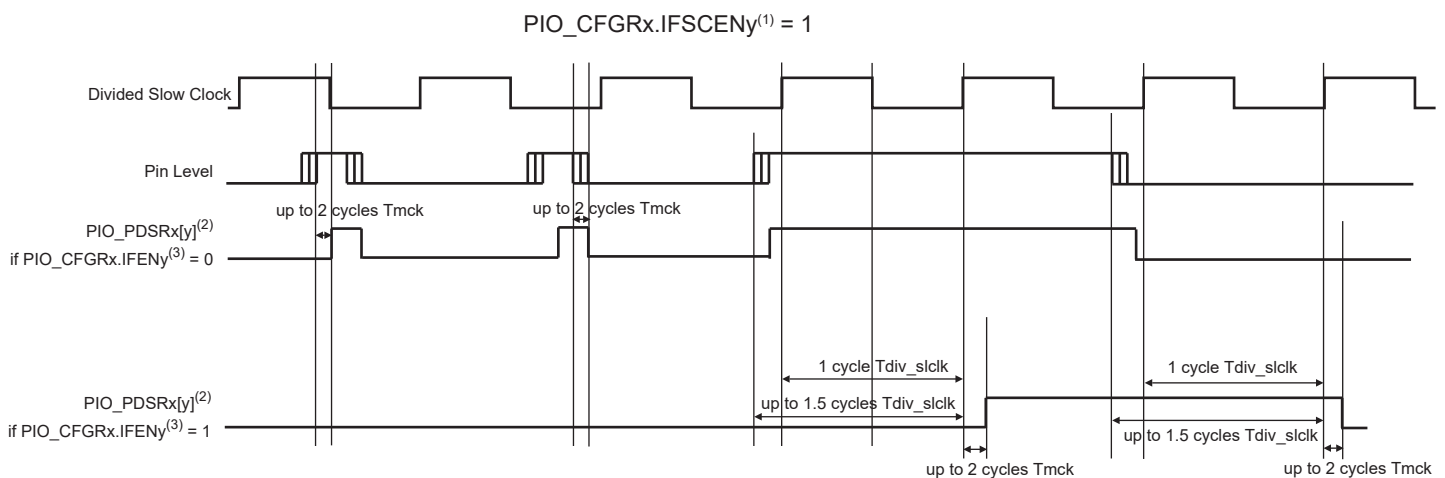 PIO_CFGRx.IFSCENy(1) = 1
Divided Slow Clock
Pin Level
up to 2 cycles Tmck
up to 2 cycles Tmck
PIO_PDSRx[y](2)
if PIO_CFGRx.IFENy(3) = 0
1 cycle Tdiv_slclk
1 cycle Tdiv_slclk
PIO_PDSRx[y](2)
up to 1.5 cycles Tdiv_slclk
if PIO_CFGRx.IFENy(3) = 1
up to 1.5 cycles Tdiv_slclk
up to 2 cycles Tmck
up to 2 cycles Tmck